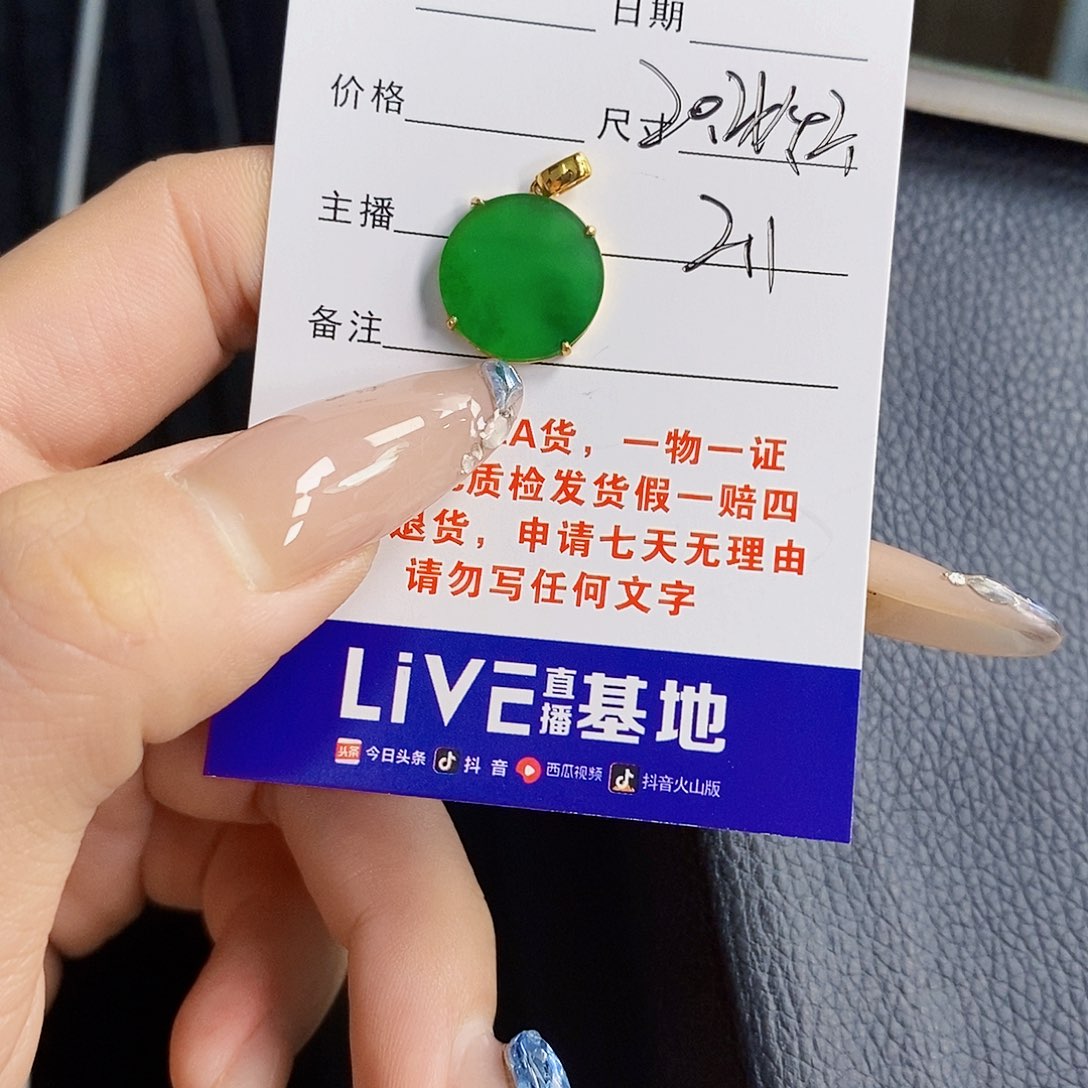 日期
价格
尺寸
主播 211
备注
A货，一物一证
质检发货假一赔四
退货，申请七天无理由
请勿写任何文字
LiVE直播基地
头条 今日头条 抖音 西瓜视频 抖音火山版